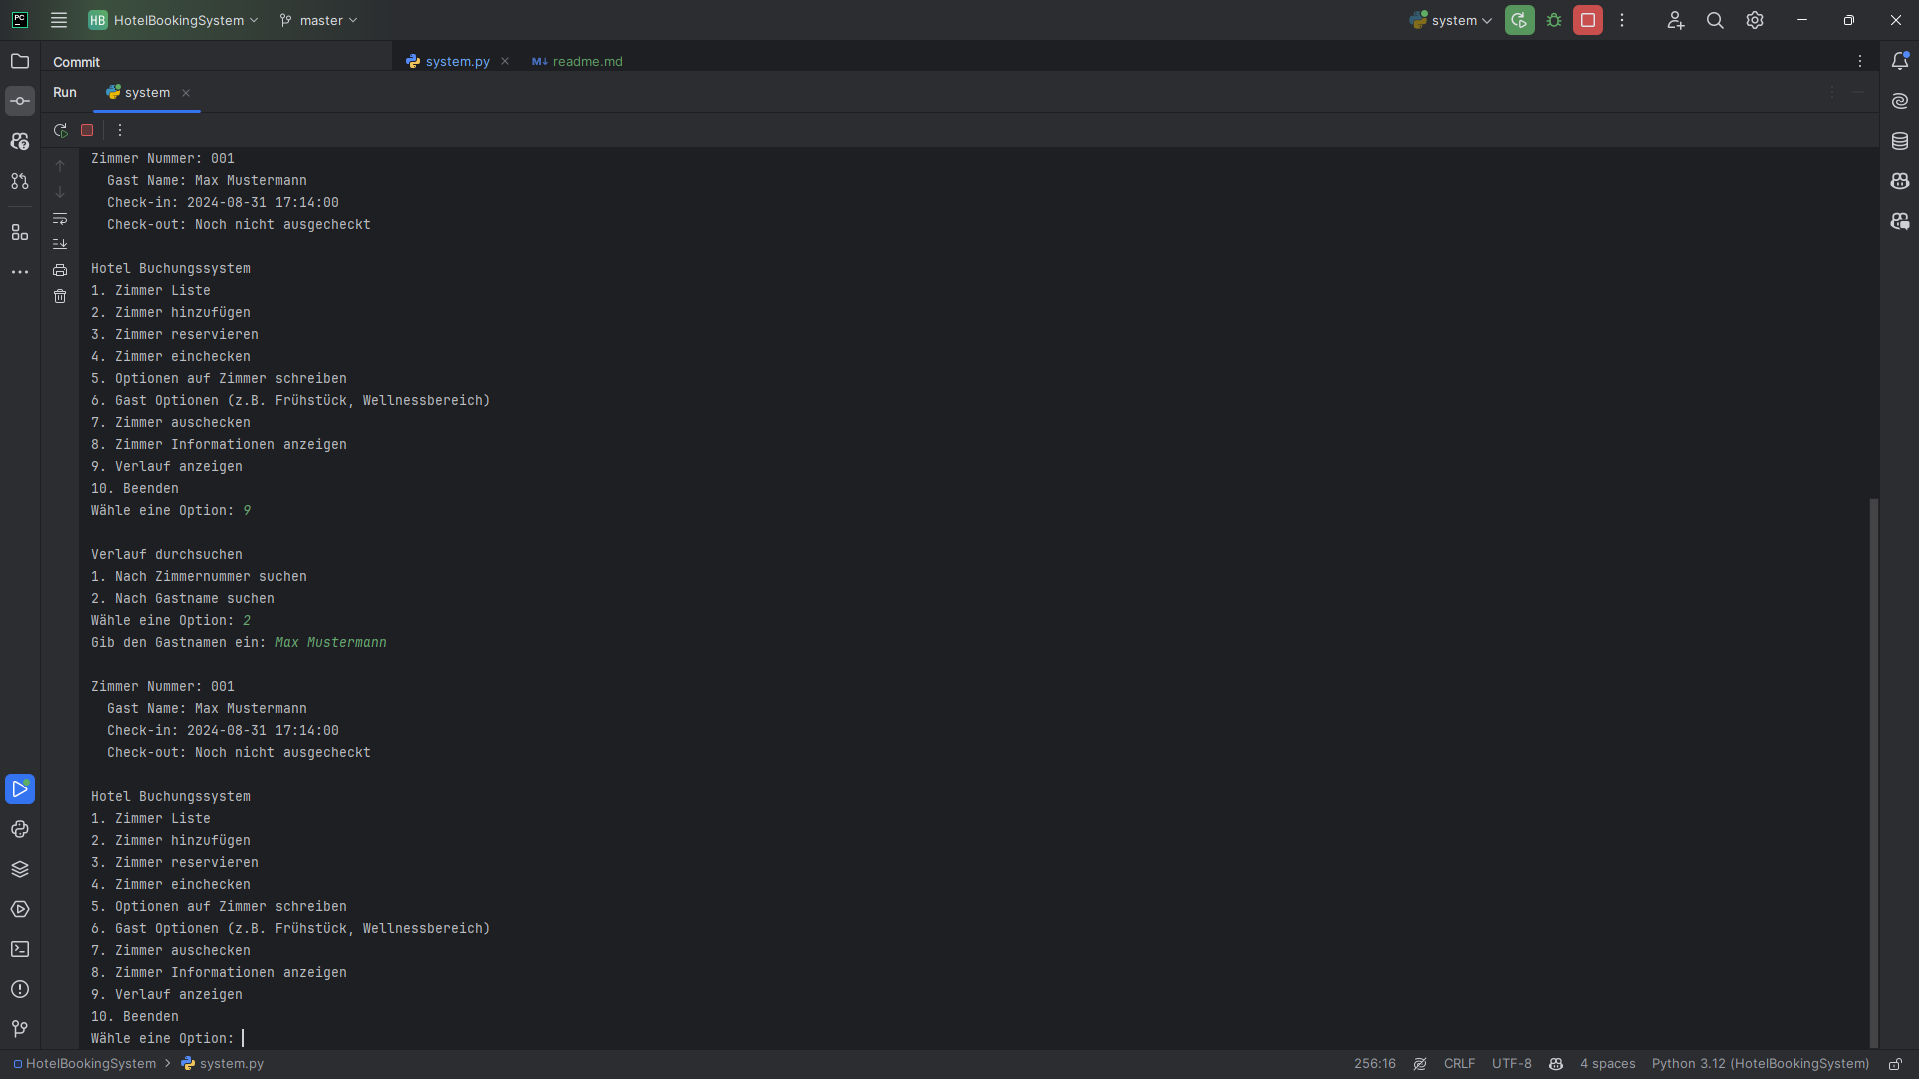 PC
HB HotelBookingSystem
master
system
Commit
system.py
M↓ readme.md
Run
system
Zimmer Nummer: 001
Gast Name: Max Mustermann
Check-in: 2024-08-31 17:14:00
Check-out: Noch nicht ausgecheckt
Hotel Buchungssystem
1. Zimmer Liste
2. Zimmer hinzufügen
3. Zimmer reservieren
4. Zimmer einchecken
5. Optionen auf Zimmer schreiben
6. Gast Optionen (z.B. Frühstück, Wellnessbereich)
7. Zimmer auschecken
8. Zimmer Informationen anzeigen
9. Verlauf anzeigen
10. Beenden
Wähle eine Option: 9
Verlauf durchsuchen
1. Nach Zimmernummer suchen
2. Nach Gastname suchen
Wähle eine Option: 2
Gib den Gastnamen ein: Max Mustermann
Zimmer Nummer: 001
Gast Name: Max Mustermann
Check-in: 2024-08-31 17:14:00
Check-out: Noch nicht ausgecheckt
Hotel Buchungssystem
1. Zimmer Liste
2. Zimmer hinzufügen
3. Zimmer reservieren
4. Zimmer einchecken
5. Optionen auf Zimmer schreiben
6. Gast Optionen (z.B. Frühstück, Wellnessbereich)
7. Zimmer auschecken
8. Zimmer Informationen anzeigen
9. Verlauf anzeigen
10. Beenden
Wähle eine Option:
HotelBookingSystem > system.py
256:16 CRLF UTF-8 4 spaces Python 3.12 (HotelBookingSystem)